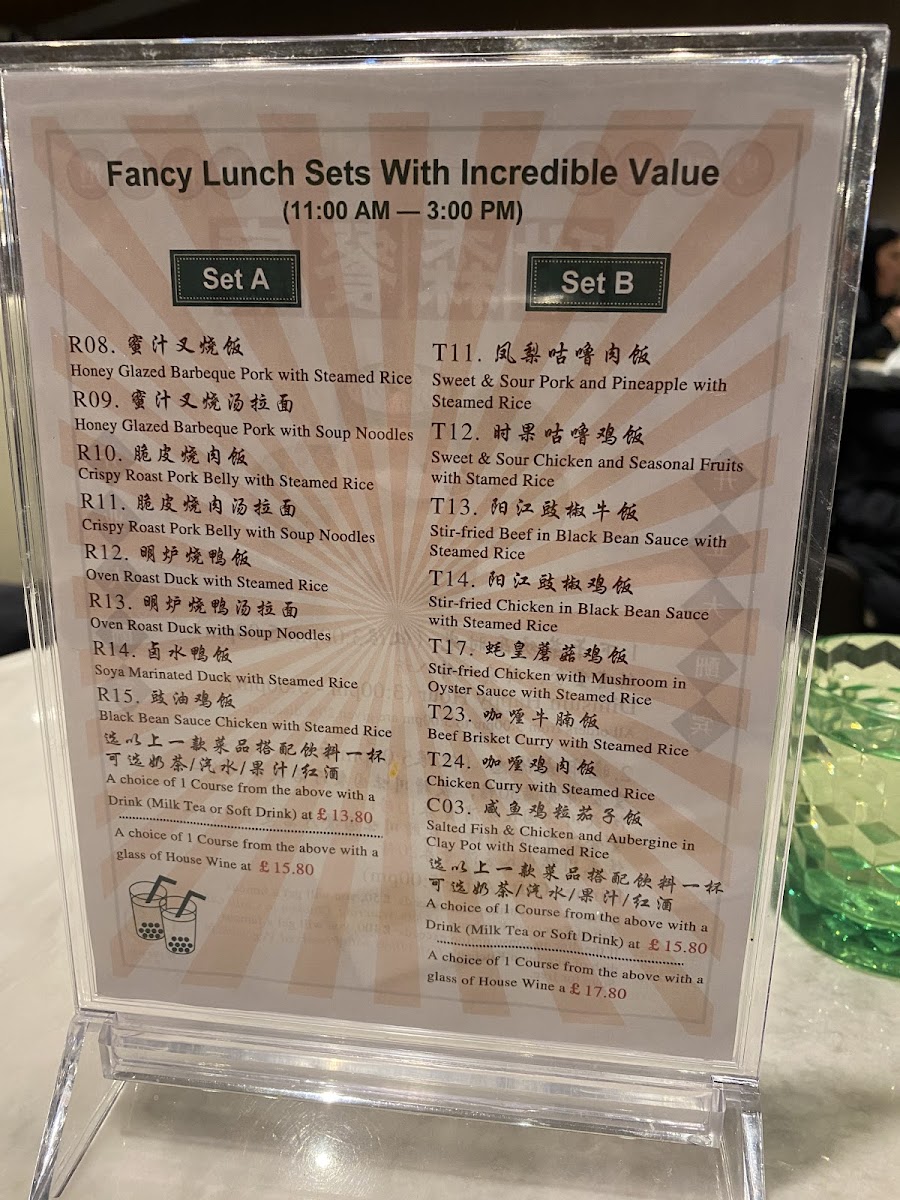 Fancy Lunch Sets With Incredible Value
(11:00 AM — 3:00 PM)
Set A
R08. 蜜汁叉烧饭
Honey Glazed Barbeque Pork with Steamed Rice
R09. 蜜汁叉烧汤拉面
Honey Glazed Barbeque Pork with Soup Noodles
R10. 脆皮烧肉饭
Crispy Roast Pork Belly with Steamed Rice
R11. 脆皮烧肉汤拉面
Crispy Roast Pork Belly with Soup Noodles
R12. 明炉烧鸭饭
Oven Roast Duck with Steamed Rice
R13. 明炉烧鸭汤拉面
Oven Roast Duck with Soup Noodles
R14. 卤水鸭饭
Soya Marinated Duck with Steamed Rice
R15. 豉油鸡饭
Black Bean Sauce Chicken with Steamed Rice
选以上一款菜品搭配饮料一杯
可选奶茶/汽水/果汁/红酒
A choice of 1 Course from the above with a
Drink (Milk Tea or Soft Drink) at £ 13.80
A choice of 1 Course from the above with a
glass of House Wine at £ 15.80
Set B
T11. 凤梨咕噜肉饭
Sweet & Sour Pork and Pineapple with
Steamed Rice
T12. 时果咕噜鸡饭
Sweet & Sour Chicken and Seasonal Fruits
with Stamed Rice
T13. 阳江豉椒牛饭
Stir-fried Beef in Black Bean Sauce with
Steamed Rice
T14. 阳江豉椒鸡饭
Stir-fried Chicken in Black Bean Sauce
with Steamed Rice
T17. 蚝皇蘑菇鸡饭
Stir-fried Chicken with Mushroom in
Oyster Sauce with Steamed Rice
T23. 咖喱牛腩饭
Beef Brisket Curry with Steamed Rice
T24. 咖喱鸡肉饭
Chicken Curry with Steamed Rice
C03. 咸鱼鸡粒茄子饭
Salted Fish & Chicken and Aubergine in
Clay Pot with Steamed Rice
选以上一款菜品搭配饮料一杯
可选奶茶/汽水/果汁/红酒
A choice of 1 Course from the above with a
Drink (Milk Tea or Soft Drink) at £ 15.80
A choice of 1 Course from the above with a
glass of House Wine a £ 17.80